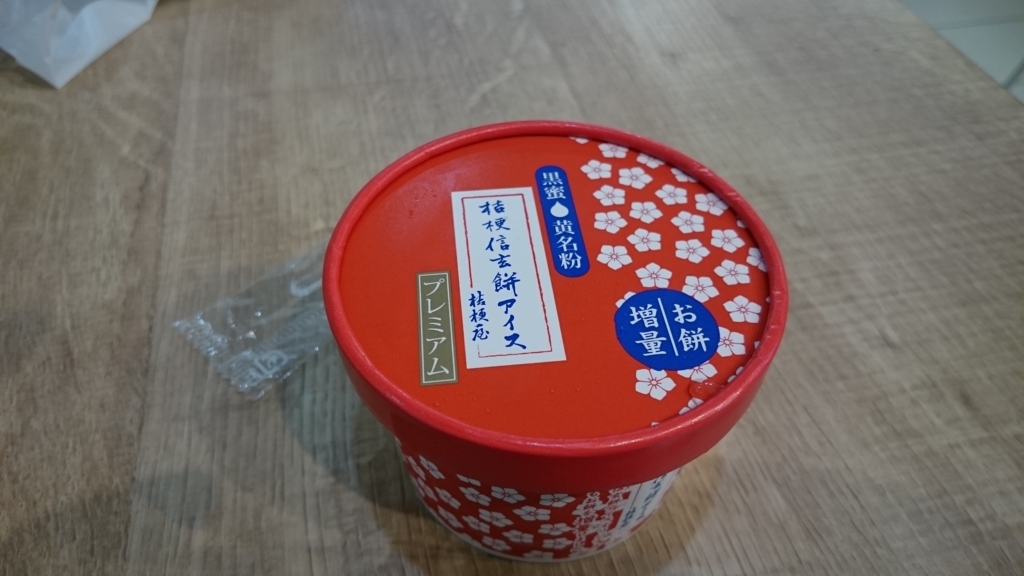 黒蜜 黄名粉
桔梗信玄餅アイス
桔梗屋
プレミアム
お餅
増量